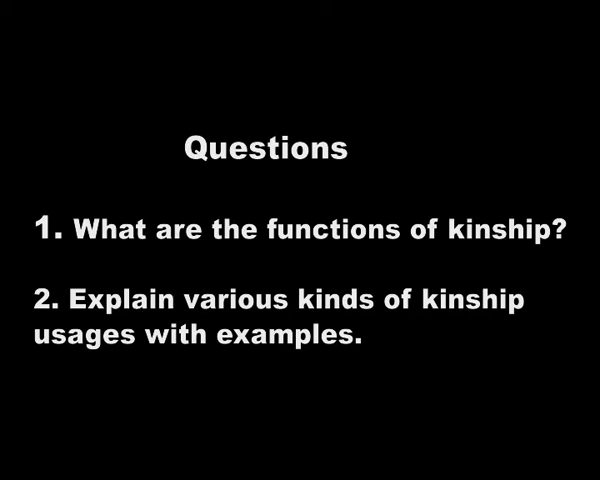 Questions
1. What are the functions of kinship?
2. Explain various kinds of kinship
usages with examples.